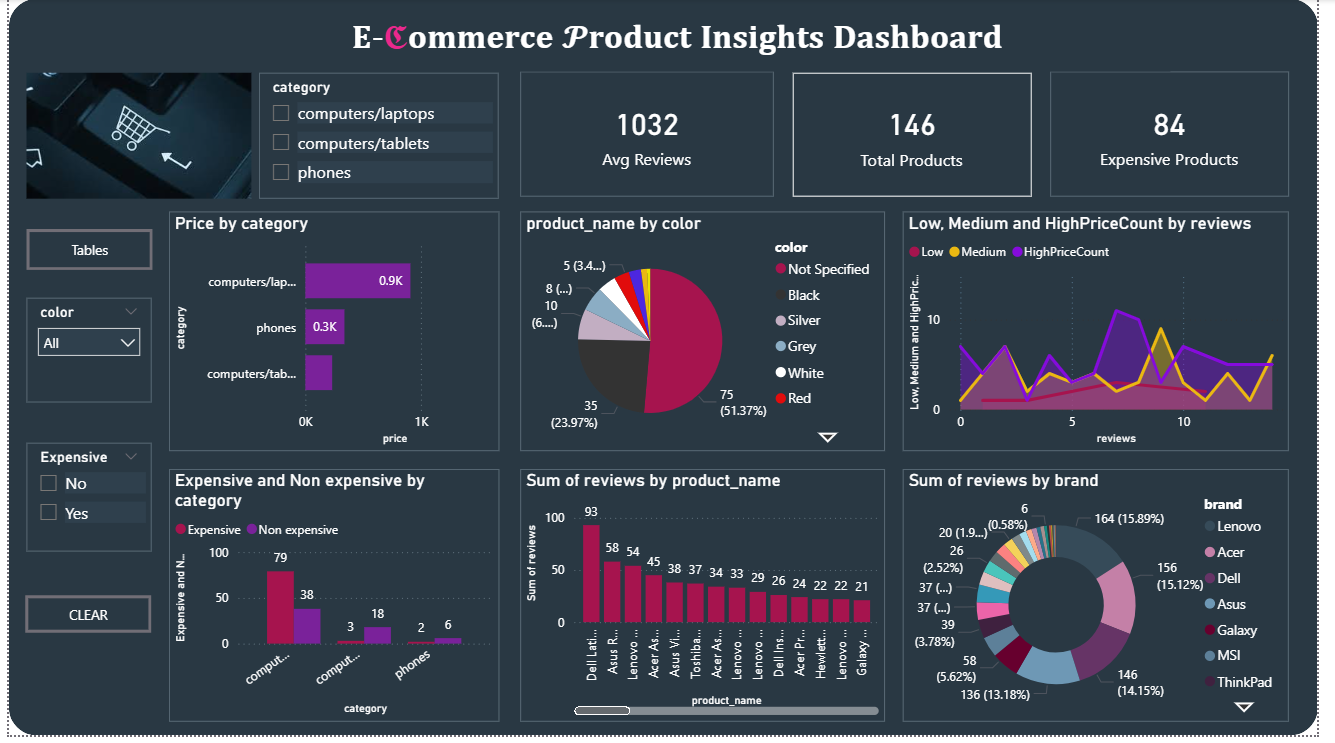 E-Commerce Product Insights Dashboard
category
computers/laptops
computers/tablets
phones
1032
Avg Reviews
146
Total Products
84
Expensive Products
Tables
color
All
Expensive
No
Yes
CLEAR
Price by category
category
computers/lap...
phones
computers/tab...
0.9K
0.3K
0K
1K
price
product_name by color
5 (3.4...)
8 (...)
10
(6....)
35
(23.97%)
75
(51.37%)
color
Not Specified
Black
Silver
Grey
White
Red
Low, Medium and HighPriceCount by reviews
Low
Medium
HighPriceCount
Low, Medium and HighPric...
10
0
0
5
10
reviews
Expensive and Non expensive by
category
Expensive
Non expensive
Expensive and N...
100
50
0
79
38
3
18
2
6
comput...
comput...
phones
category
Sum of reviews by product_name
Sum of reviews
100
50
0
93
58
54
45
38
37
34
33
29
26
24
22
22
21
Dell Lati...
Asus R...
Lenovo ...
Acer As...
Asus Vi...
Toshiba...
Acer As...
Lenovo ...
Lenovo ...
Dell Ins...
Acer Pr...
Hewlett...
Lenovo ...
Galaxy ...
product_name
Sum of reviews by brand
6
(0.58%)
20 (1.9...)
26
(2.52%)
37 (...)
37 (...)
39
(3.78%)
58
(5.62%)
136 (13.18%)
146
(14.15%)
156
(15.12%)
164 (15.89%)
brand
Lenovo
Acer
Dell
Asus
Galaxy
MSI
ThinkPad